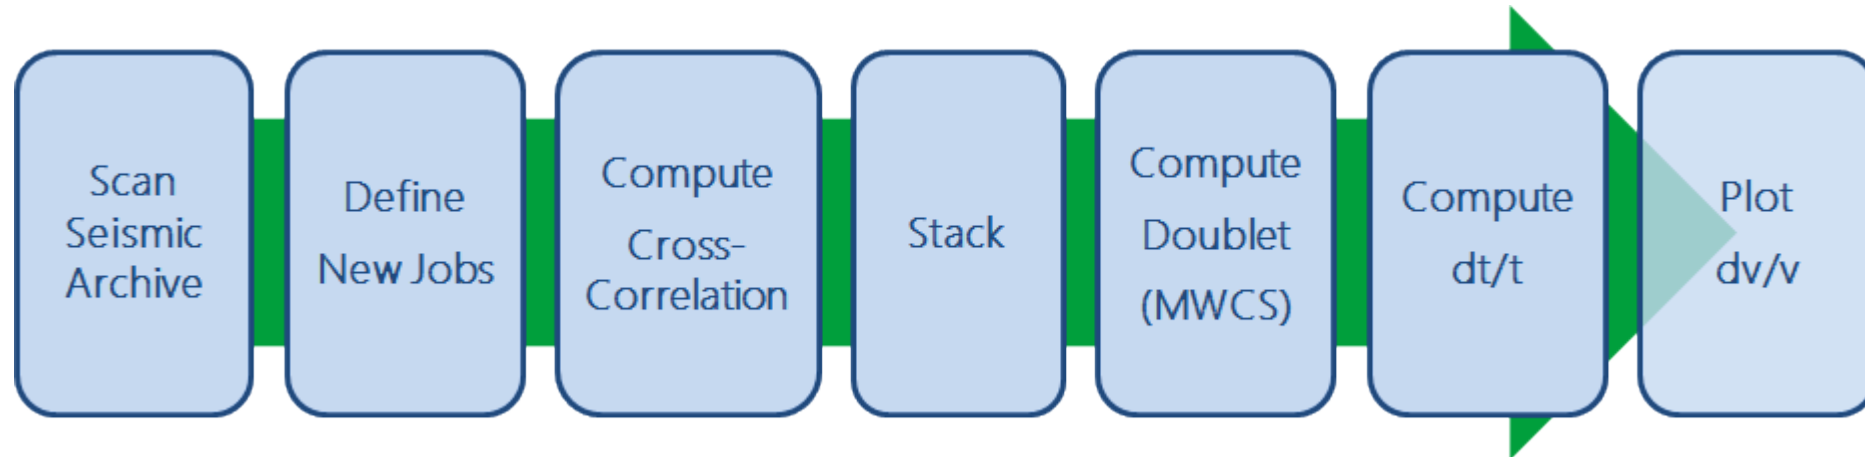 Scan
Seismic
Archive
Define
New Jobs
Compute
Cross-
Correlation
Stack
Compute
Doublet
(MWCS)
Compute
dt/t
Plot
dv/v